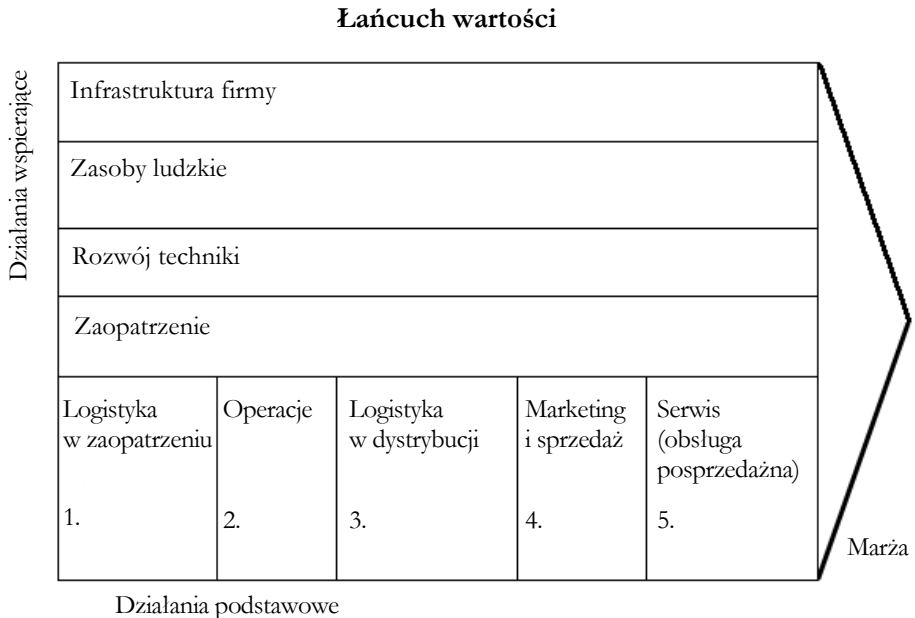 Łańcuch wartości
Działania wspierające
Infrastruktura firmy
Zasoby ludzkie
Rozwój techniki
Zaopatrzenie
Logistyka
w zaopatrzeniu
1.
Operacje
2.
Logistyka
w dystrybucji
3.
Marketing
i sprzedaż
4.
Serwis
(obsługa
posprzedażna)
5.
Marża
Działania podstawowe